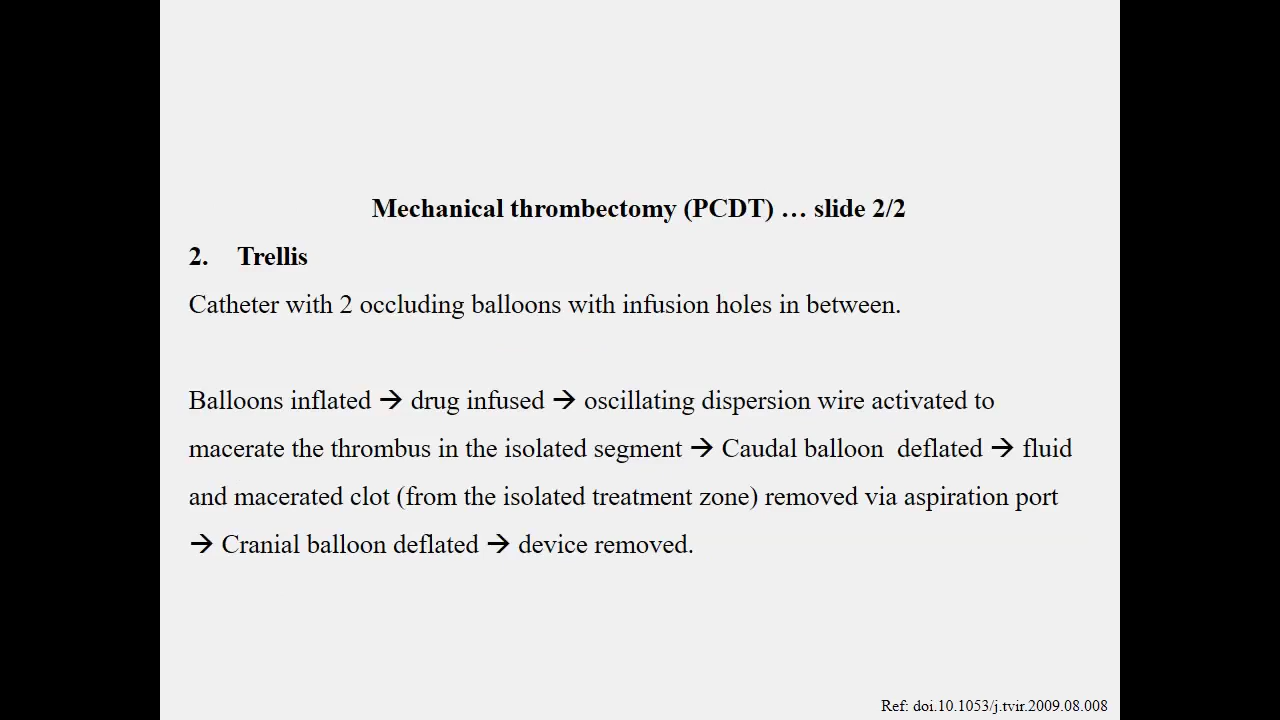 Mechanical thrombectomy (PCDT) … slide 2/2
2. Trellis
Catheter with 2 occluding balloons with infusion holes in between.
Balloons inflated → drug infused → oscillating dispersion wire activated to
macerate the thrombus in the isolated segment → Caudal balloon  deflated → fluid
and macerated clot (from the isolated treatment zone) removed via aspiration port
→ Cranial balloon deflated → device removed.
Ref: doi.10.1053/j.tvir.2009.08.008